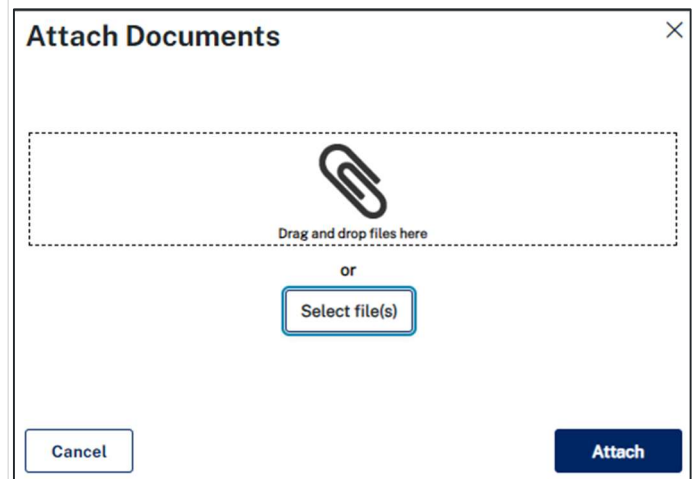 Attach Documents
Drag and drop files here
or
Select file(s)
Cancel
Attach